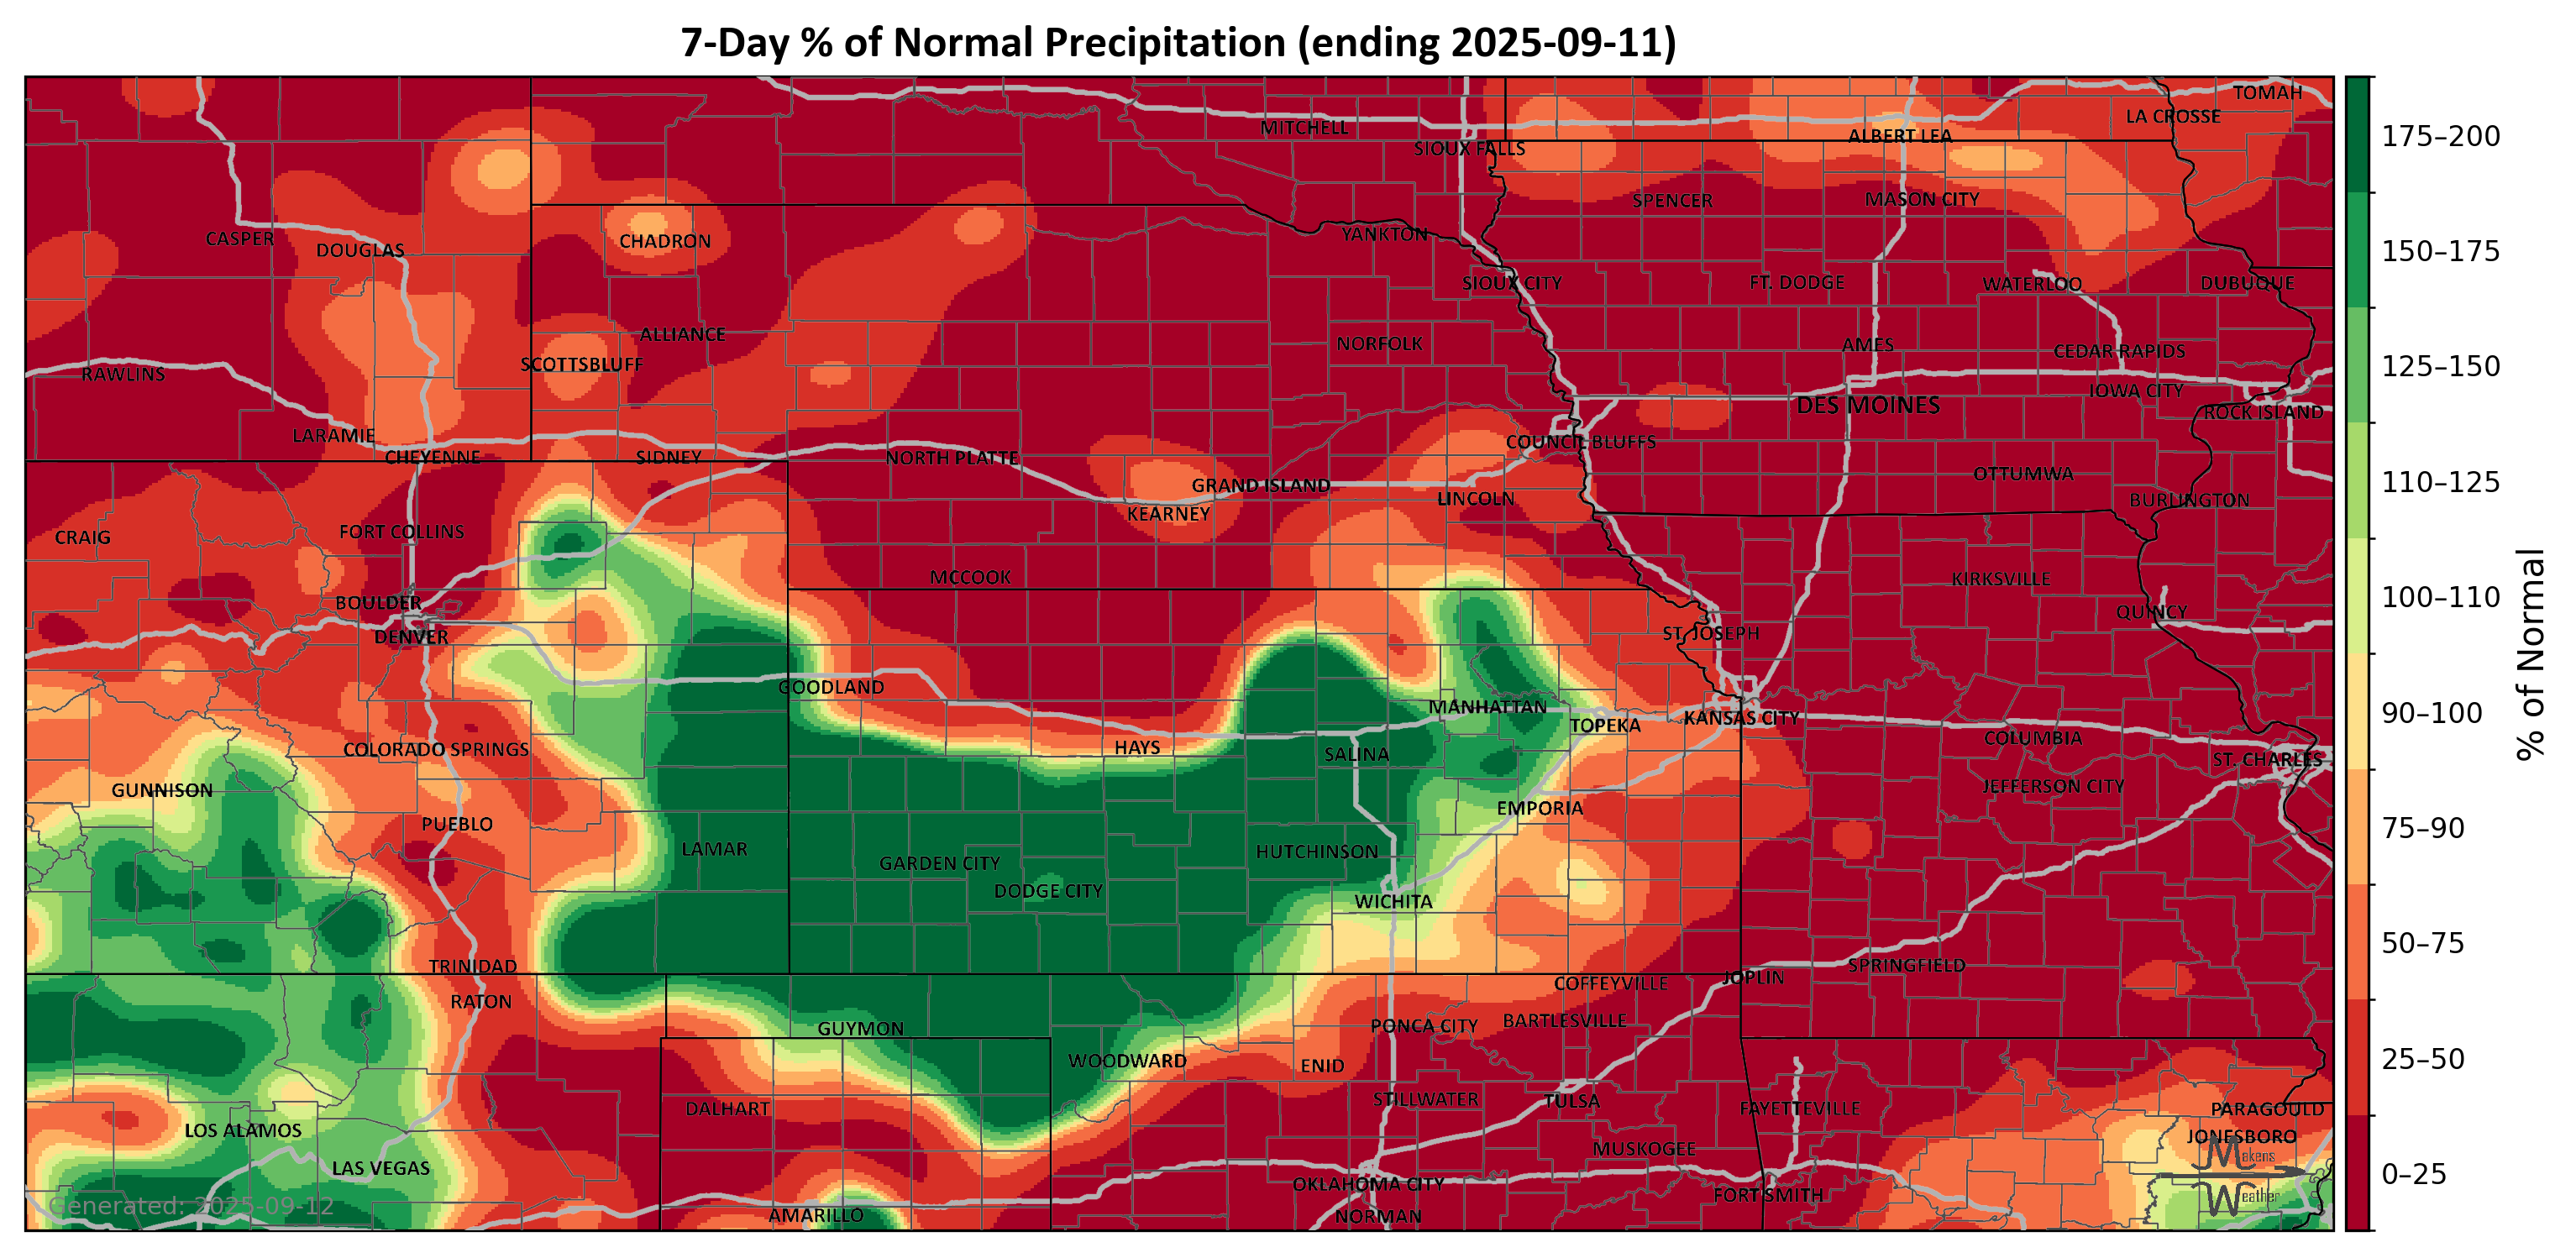 7-Day % of Normal Precipitation (ending 2025-09-11)
TOMAH
LA CROSSE
MITCHELL
ALBERT LEA
SIOUX FALLS
SPENCER
MASON CITY
CASPER
DOUGLAS
CHADRON
YANKTON
SIOUX CITY
FT. DODGE
WATERLOO
DUBUQUE
ALLIANCE
NORFOLK
AMES
CEDAR RAPIDS
SCOTTSBLUFF
RAWLINS
IOWA CITY
DES MOINES
ROCK ISLAND
LARAMIE
COUNCIL BLUFFS
CHEYENNE
SIDNEY
NORTH PLATTE
OTTUMWA
GRAND ISLAND
LINCOLN
BURLINGTON
KEARNEY
CRAIG
FORT COLLINS
MCCOOK
KIRKSVILLE
BOULDER
QUINCY
DENVER
ST. JOSEPH
GOODLAND
MANHATTAN
TOPEKA
KANSAS CITY
COLUMBIA
COLORADO SPRINGS
HAYS
SALINA
ST. CHARLES
GUNNISON
JEFFERSON CITY
EMPORIA
PUEBLO
LAMAR
HUTCHINSON
GARDEN CITY
DODGE CITY
WICHITA
TRINIDAD
SPRINGFIELD
JOPLIN
COFFEYVILLE
RATON
GUYMON
PONCA CITY
BARTLESVILLE
WOODWARD
ENID
DALHART
STILLWATER
TULSA
FAYETTEVILLE
PARAGOULD
LOS ALAMOS
JONESBORO
MUSKOGEE
LAS VEGAS
OKLAHOMA CITY
FORT SMITH
AMARILLO
NORMAN
Makens
Weather
Generated: 2025-09-12
175–200
150–175
125–150
110–125
100–110
90–100
75–90
50–75
25–50
0–25
% of Normal